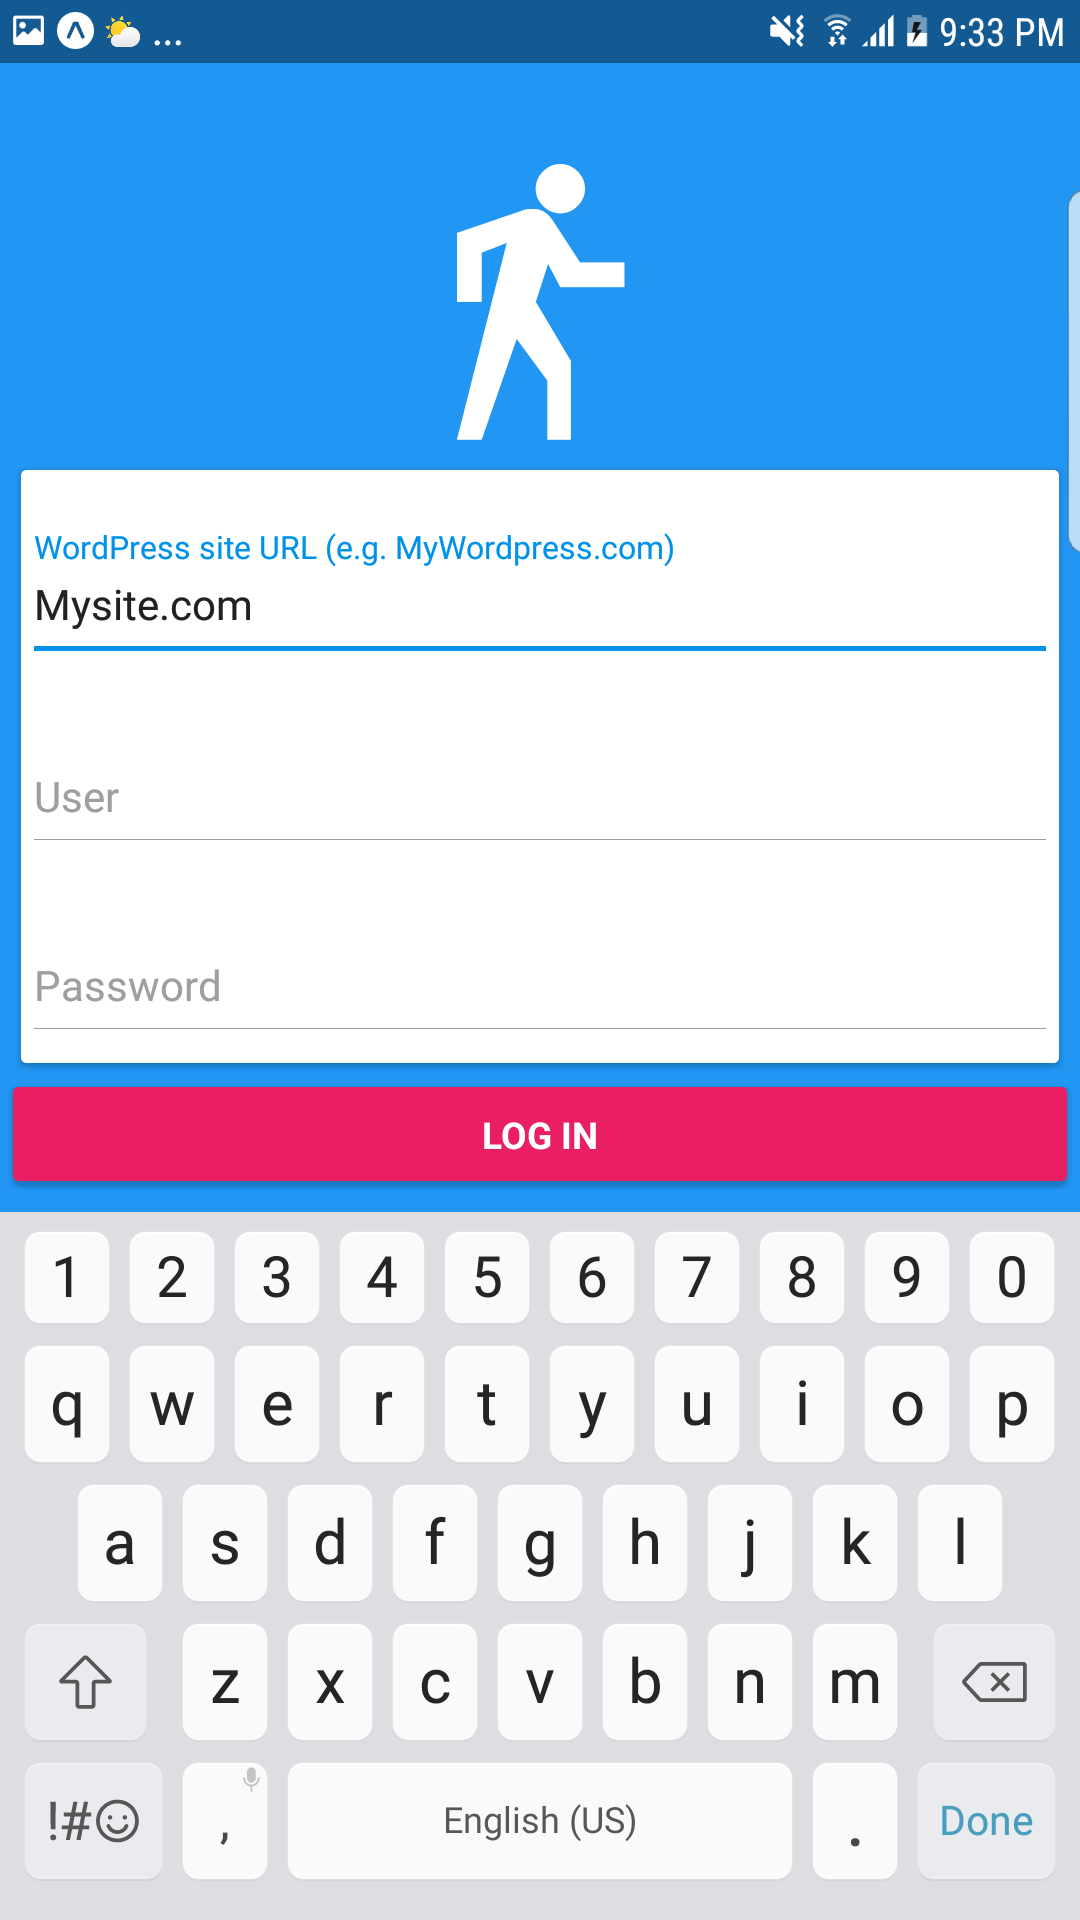 ... 9:33 PM
WordPress site URL (e.g. MyWordpress.com)
Mysite.com
User
Password
LOG IN
1 2 3 4 5 6 7 8 9 0
q w e r t y u i o p
a s d f g h j k l
z x c v b n m
!#☺ , English (US) . Done